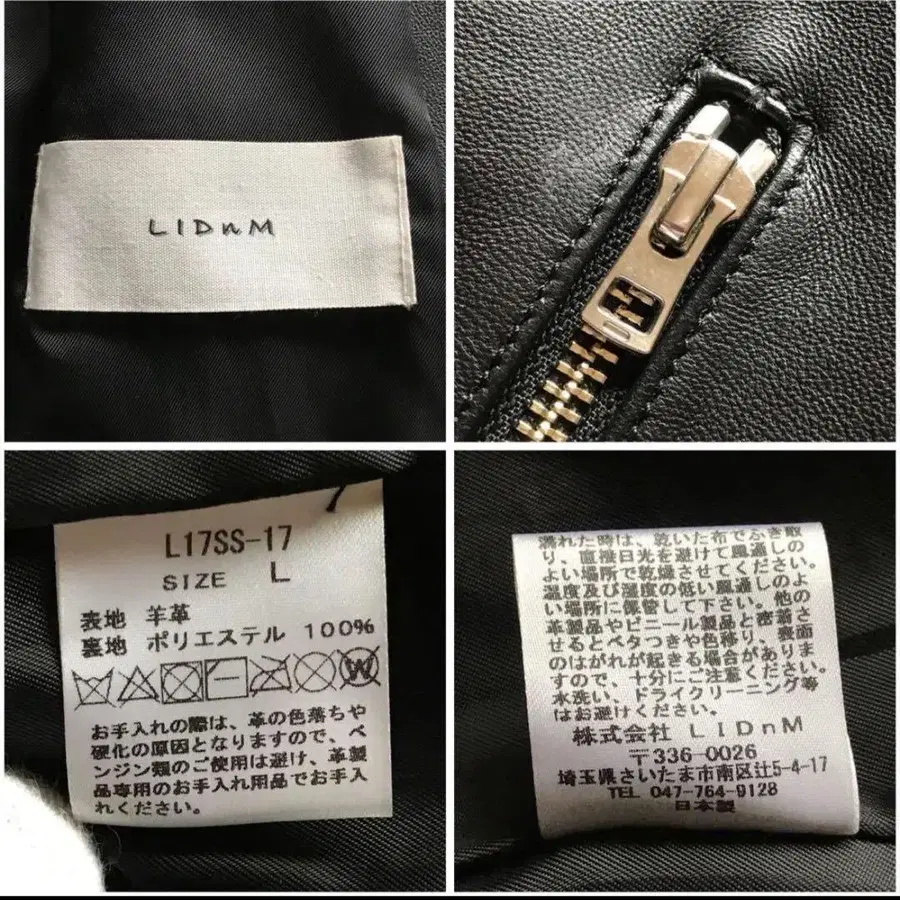 LIDnM
L17SS-17
SIZE L
表地 羊革
裏地 ポリエステル 100%
W
お手入れの際は、革の色落ちや
硬化の原因となりますので、ベ
ンジン類のご使用は避け、革製
品専用のお手入れ用品でお手入
れください。
濡れた時は、乾いた布でふき取
り、直接日光を避けて風通しの
よい場所で乾燥させてください。
温度及び湿度の低い風通しのよ
い場所に保管して下さい。他の
革製品やビニール製品と密着さ
せるとベタつきや色移り、表面
のはがれが起きる場合がありま
すので、十分にご注意ください。
水洗い、ドライクリーニング等
はお避けください。
株式会社 LIDnM
〒336-0026
埼玉県さいたま市南区辻5-4-17
TEL 047-764-9128
日本製